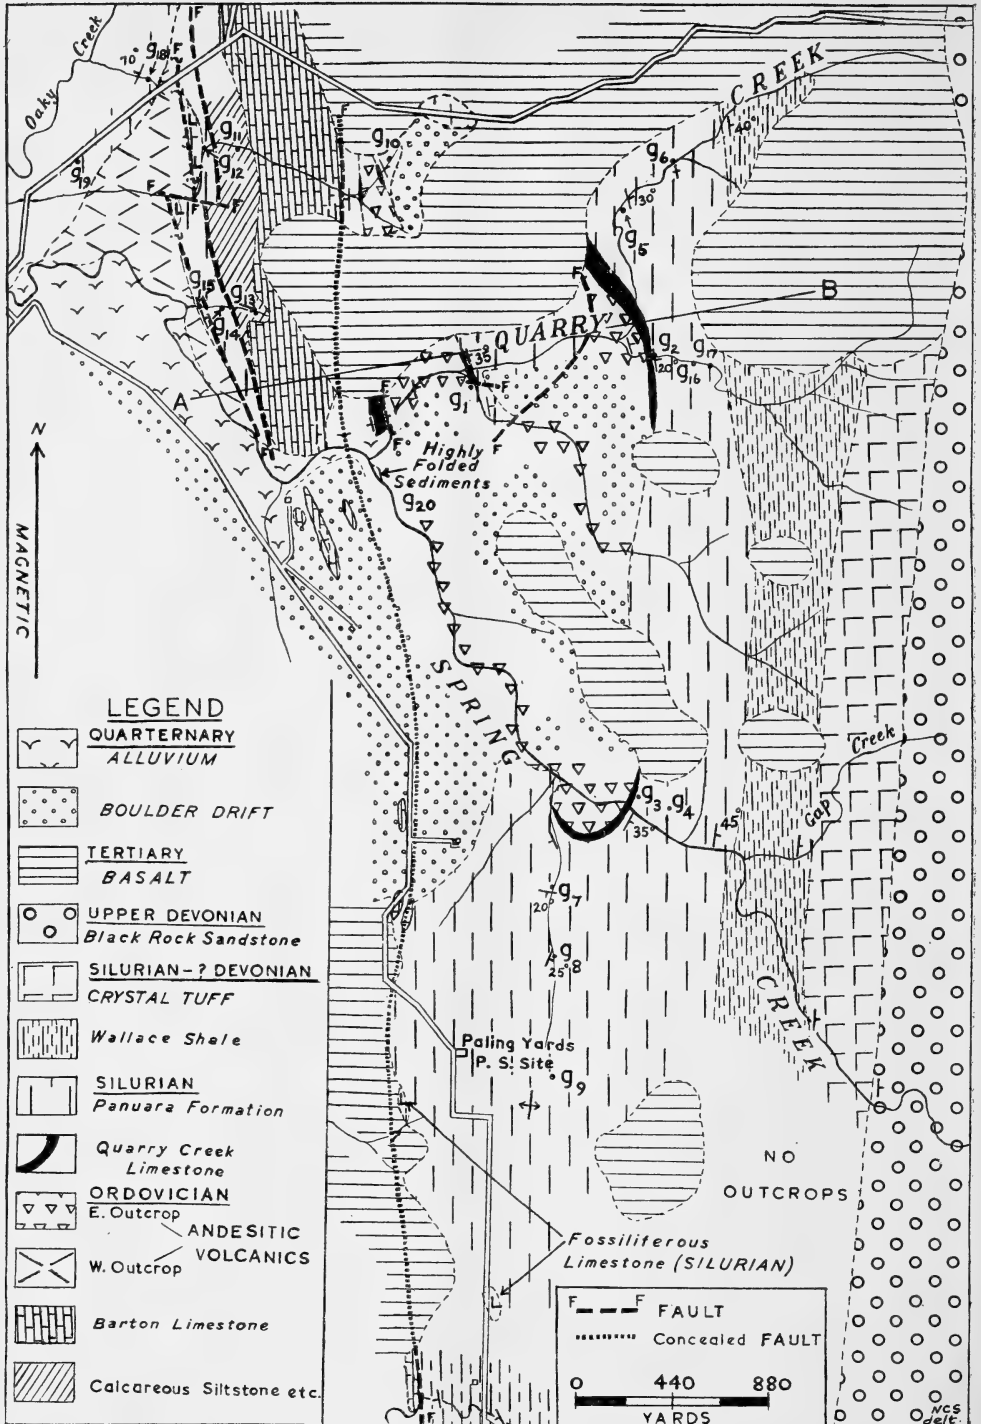 Oaky Creek
70°
g18
F
F
F
g11
g12
L
L
L
F
F
F
g19
g10
CREEK
40°
g6
30°
g5
F
B
g15
g13
g14
QUARRY
35
g2
20°
g16
g17
A
F
F
g1
F
F
F
Highly
Folded
Sediments
g20
N
MAGNETIC
SPRING
g3
g4
35°
45°
Gap Creek
g7
20°
g8
25°
CREEK
Paling Yards
P. S. Site
g9
NO
OUTCROPS
Fossiliferous
Limestone (SILURIAN)
L
F
LEGEND
QUARTERNARY
ALLUVIUM
BOULDER DRIFT
TERTIARY
BASALT
UPPER DEVONIAN
Black Rock Sandstone
SILURIAN-? DEVONIAN
CRYSTAL TUFF
Wallace Shale
SILURIAN
Panuara Formation
Quarry Creek
Limestone
ORDOVICIAN
E. Outcrop
ANDESITIC
VOLCANICS
W. Outcrop
Barton Limestone
Calcareous Siltstone etc.
F F FAULT
Concealed FAULT
0 440 880
YARDS
NCS
delt.